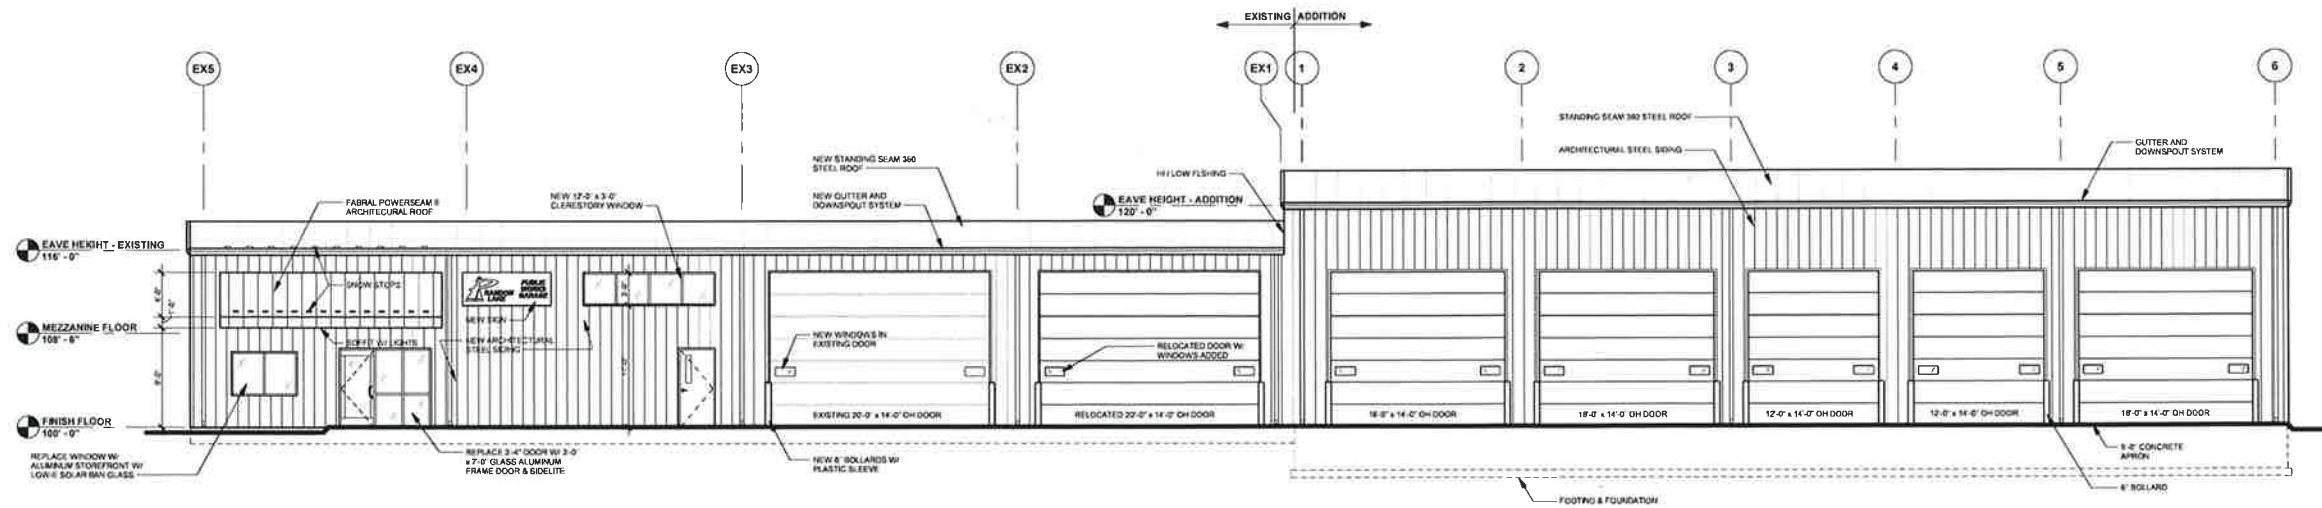 EXISTING ADDITION
EX5
EX4
EX3
EX2
EX1
1
2
3
4
5
6
STANDING SEAM 360 STEEL ROOF
ARCHITECTURAL STEEL SIDING
GUTTER AND
DOWNSPOUT SYSTEM
NEW STANDING SEAM 360
STEEL ROOF
HI / LOW FLSHING
NEW GUTTER AND
DOWNSPOUT SYSTEM
EAVE HEIGHT - ADDITION
120' - 0"
FABRAL POWERSEAM II
ARCHITECURAL ROOF
NEW 12'-0" x 3'-0"
CLERESTORY WINDOW
EAVE HEIGHT - EXISTING
116' - 0"
SNOW STOPS
RANDOM
LAKE
PUBLIC
WORKS
GARAGE
NEW SIGN
MEZZANINE FLOOR
108' - 6"
SOFFIT W/ LIGHTS
NEW ARCHITECTURAL
STEEL SIDING
NEW WINDOWS IN
EXISTING DOOR
RELOCATED DOOR W/
WINDOWS ADDED
9'-0"
EXISTING 20'-0" x 14'-0" OH DOOR
RELOCATED 20'-0" x 14'-0" OH DOOR
16'-0" x 14'-0" OH DOOR
18'-0" x 14'-0" OH DOOR
12'-0" x 14'-0" OH DOOR
12'-0" x 14'-0" OH DOOR
18'-0" x 14'-0" OH DOOR
FINISH FLOOR
100' - 0"
REPLACE WINDOW W/
ALUMINUM STOREFRONT W/
LOW-E SOLAR BAN GLASS
REPLACE 3'-4" DOOR W/ 3'-0"
x 7'-0" GLASS ALUMINUM
FRAME DOOR & SIDELITE
NEW 6" BOLLARDS W/
PLASTIC SLEEVE
CONCRETE
APRON
6" BOLLARD
FOOTING & FOUNDATION